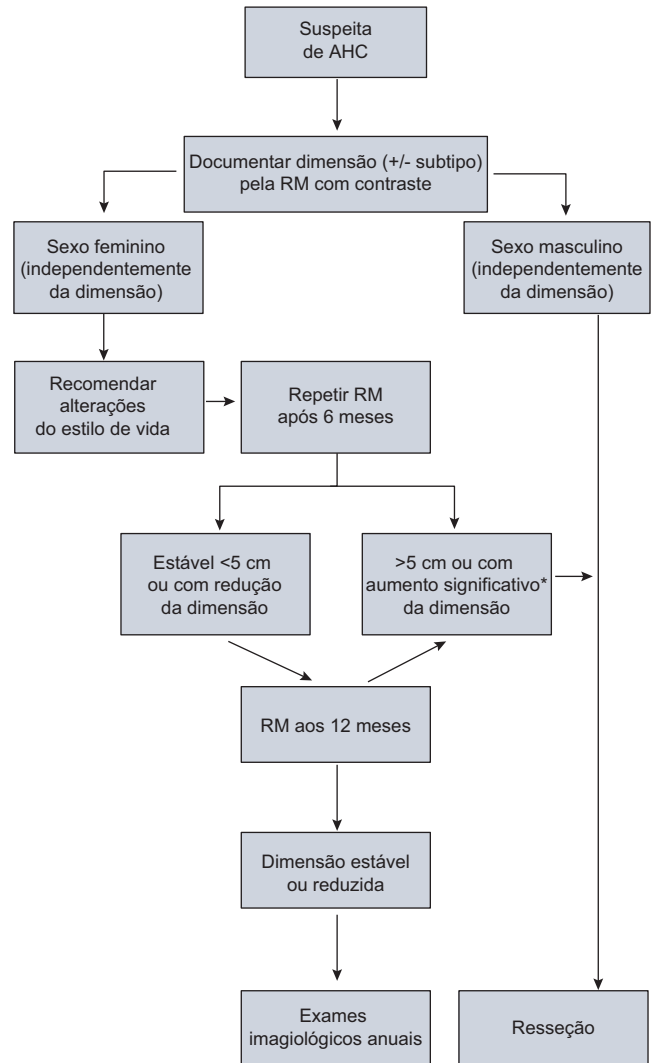 Suspeita
de AHC
Documentar dimensão (+/- subtipo)
pela RM com contraste
Sexo feminino
(independentemente
da dimensão)
Sexo masculino
(independentemente
da dimensão)
Recomendar
alterações
do estilo de vida
Repetir RM
após 6 meses
Estável <5 cm
ou com redução
da dimensão
>5 cm ou com
aumento significativo*
da dimensão
RM aos 12 meses
Dimensão estável
ou reduzida
Exames
imagiológicos anuais
Resseção